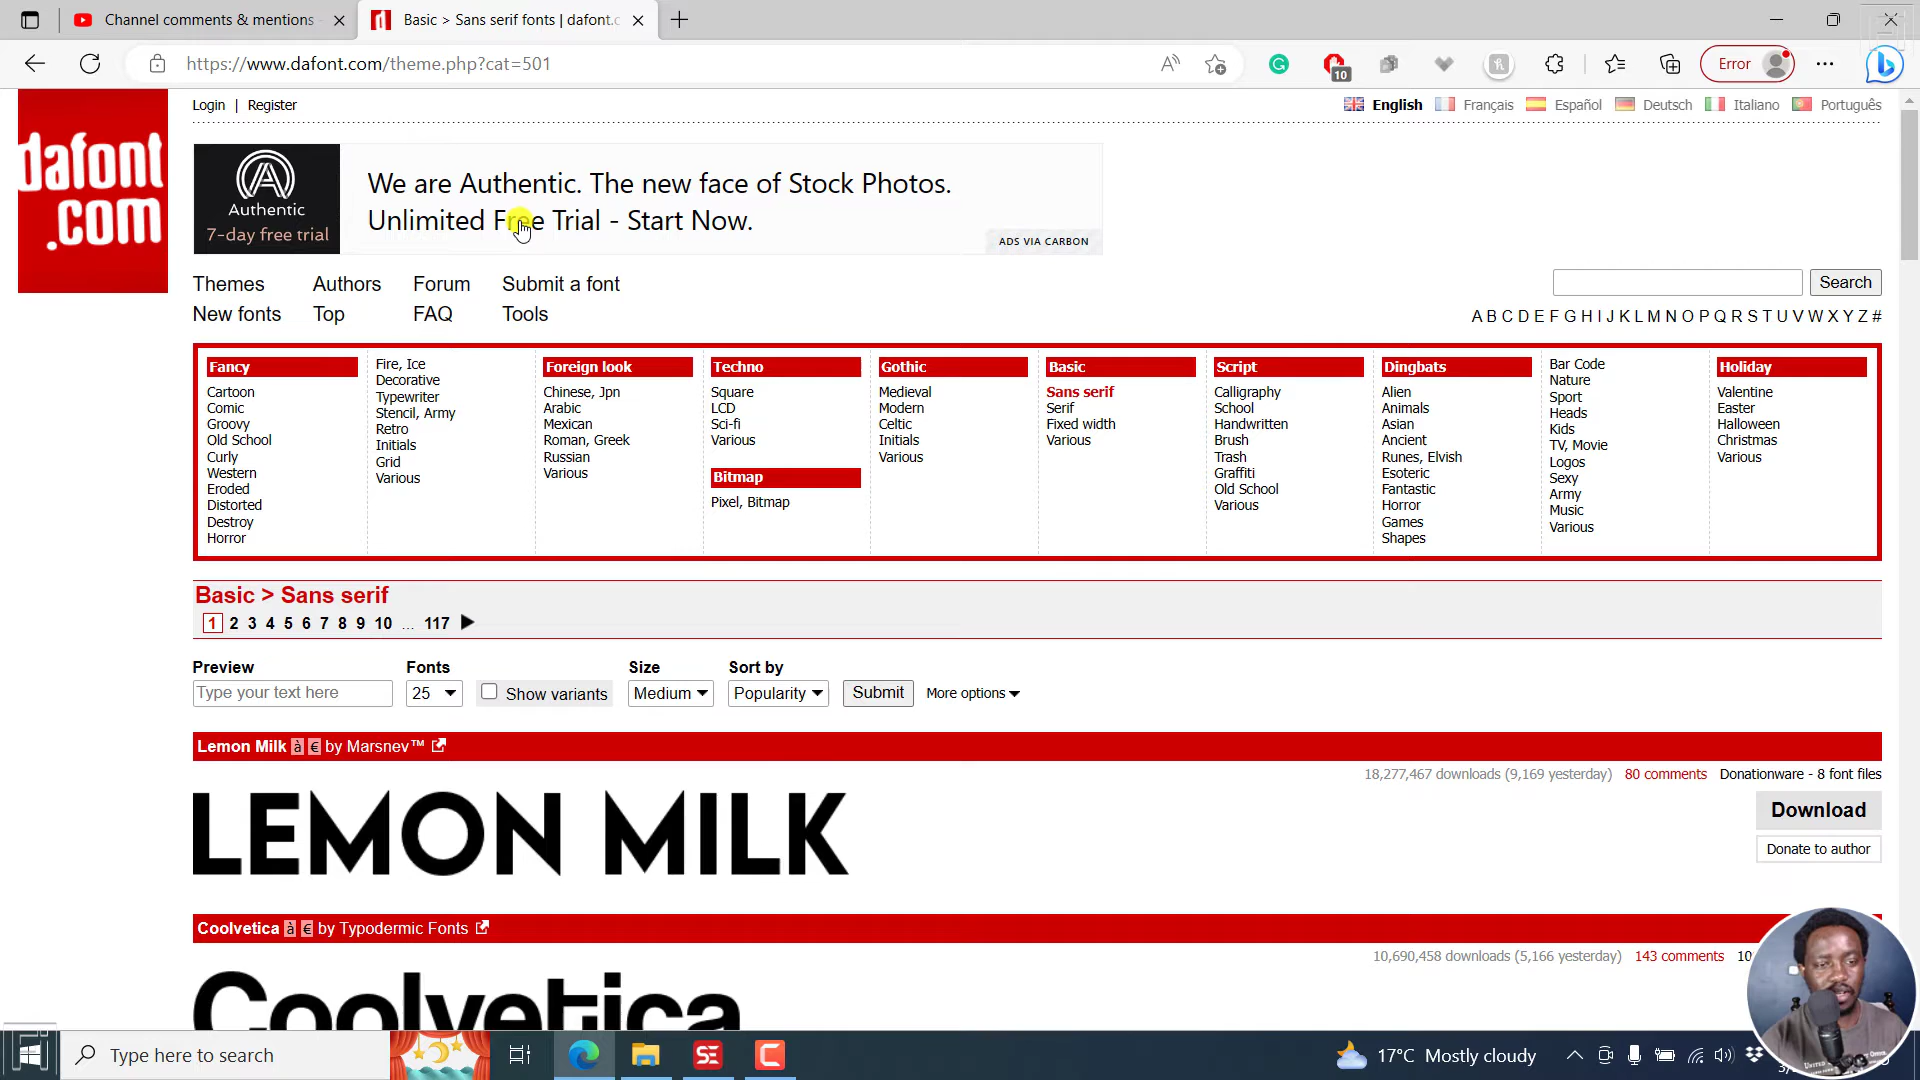 Channel comments & mentions
Basic > Sans serif fonts | dafont.c
https://www.dafont.com/theme.php?cat=501
10
Error
dafont
.com
Login | Register
English Français Español Deutsch Italiano Português
Authentic
7-day free trial
We are Authentic. The new face of Stock Photos.
Unlimited Free Trial - Start Now.
ADS VIA CARBON
Themes Authors Forum Submit a font
New fonts Top FAQ Tools
Search
A B C D E F G H I J K L M N O P Q R S T U V W X Y Z #
Fancy
Cartoon
Comic
Groovy
Old School
Curly
Western
Eroded
Distorted
Destroy
Horror
Fire, Ice
Decorative
Typewriter
Stencil, Army
Retro
Initials
Grid
Various
Foreign look
Chinese, Jpn
Arabic
Mexican
Roman, Greek
Russian
Various
Techno
Square
LCD
Sci-fi
Various
Bitmap
Pixel, Bitmap
Gothic
Medieval
Modern
Celtic
Initials
Various
Basic
Sans serif
Serif
Fixed width
Various
Script
Calligraphy
School
Handwritten
Brush
Trash
Graffiti
Old School
Various
Dingbats
Alien
Animals
Asian
Ancient
Runes, Elvish
Esoteric
Fantastic
Horror
Games
Shapes
Bar Code
Nature
Sport
Heads
Kids
TV, Movie
Logos
Sexy
Army
Music
Various
Holiday
Valentine
Easter
Halloween
Christmas
Various
Basic > Sans serif
1 2 3 4 5 6 7 8 9 10 ... 117
Preview Fonts Size Sort by
Type your text here 25 Show variants Medium Popularity Submit More options
Lemon Milk à € by Marsnev™
18,277,467 downloads (9,169 yesterday) 80 comments Donationware - 8 font files
LEMON MILK
Download
Donate to author
Coolvetica à € by Typodermic Fonts
10,690,458 downloads (5,166 yesterday) 143 comments 10
Coolvetica
Type here to search
17°C Mostly cloudy